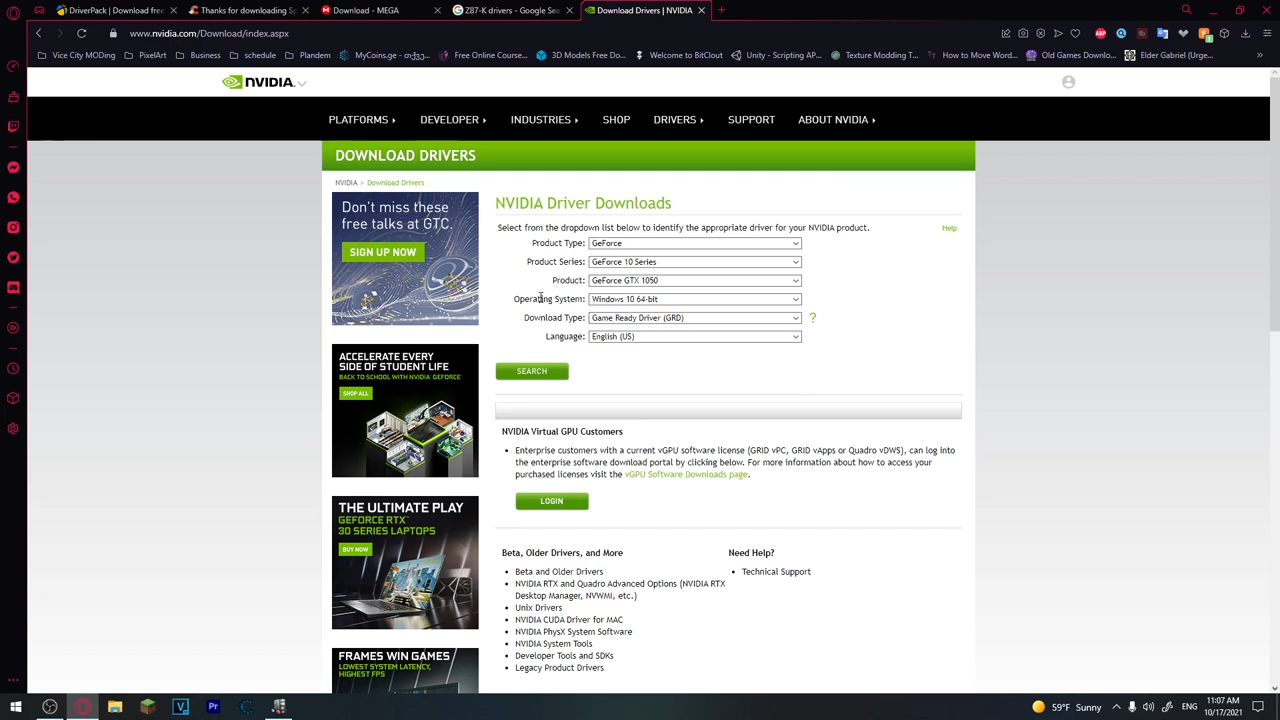 DriverPack | Download free
Thanks for downloading Sp
My Account - MEGA
Z87-K drivers - Google Sea
Download Drivers | NVIDIA
www.nvidia.com/Download/index.aspx
Vice City MODing PixelArt Business schedule Plandem MyCoins.ge - თქვე... Free Online Course... 3D Models Free Do... Welcome to BitClout Unity - Scripting AP... Texture Modding T... How to Move Word... Old Games Downlo... Elder Gabriel (Urge...
NVIDIA.
PLATFORMS DEVELOPER INDUSTRIES SHOP DRIVERS SUPPORT ABOUT NVIDIA
DOWNLOAD DRIVERS
NVIDIA > Download Drivers
Don't miss these
free talks at GTC.
SIGN UP NOW
ACCELERATE EVERY
SIDE OF STUDENT LIFE
BACK TO SCHOOL WITH NVIDIA GEFORCE
SHOP ALL
THE ULTIMATE PLAY
GEFORCE RTX™
30 SERIES LAPTOPS
BUY NOW
FRAMES WIN GAMES
LOWEST SYSTEM LATENCY,
HIGHEST FPS
NVIDIA Driver Downloads
Select from the dropdown list below to identify the appropriate driver for your NVIDIA product. Help
Product Type: GeForce
Product Series: GeForce 10 Series
Product: GeForce GTX 1050
Operating System: Windows 10 64-bit
Download Type: Game Ready Driver (GRD) ?
Language: English (US)
SEARCH
NVIDIA Virtual GPU Customers
• Enterprise customers with a current vGPU software license (GRID vPC, GRID vApps or Quadro vDWS), can log into
the enterprise software download portal by clicking below. For more information about how to access your
purchased licenses visit the vGPU Software Downloads page.
LOGIN
Beta, Older Drivers, and More
• Beta and Older Drivers
• NVIDIA RTX and Quadro Advanced Options (NVIDIA RTX
Desktop Manager, NVWMI, etc.)
• Unix Drivers
• NVIDIA CUDA Driver for MAC
• NVIDIA PhysX System Software
• NVIDIA System Tools
• Developer Tools and SDKs
• Legacy Product Drivers
Need Help?
• Technical Support
59°F Sunny
ENG
11:07 AM
10/17/2021